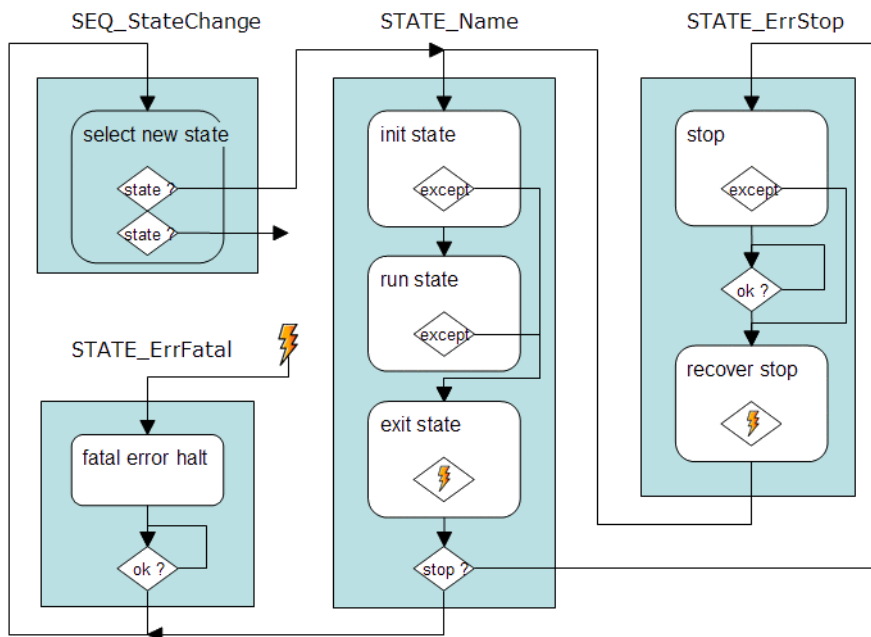 SEQ_StateChange
STATE_Name
STATE_ErrStop
select new state
state ?
state ?
init state
except
run state
except
exit state
stop ?
stop
except
ok ?
recover stop
STATE_ErrFatal
fatal error halt
ok ?